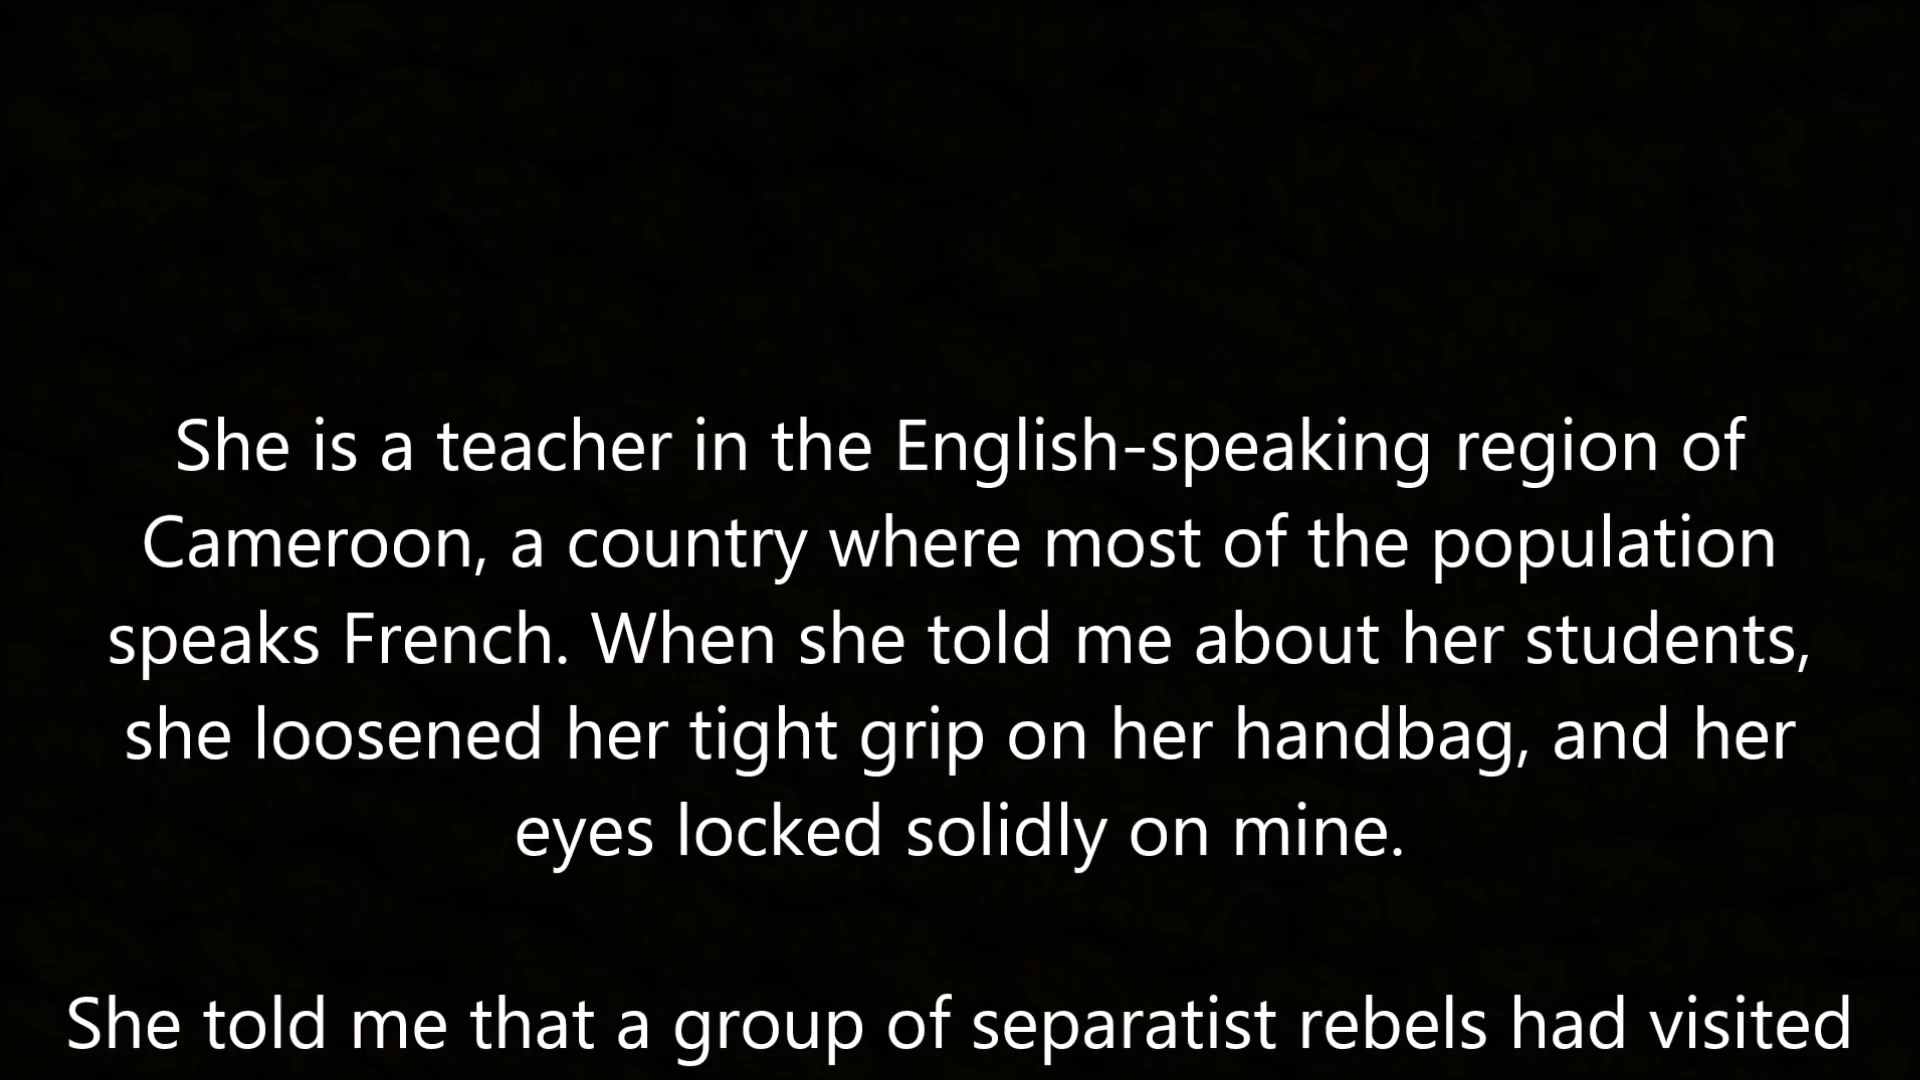 She is a teacher in the English-speaking region of
Cameroon, a country where most of the population
speaks French. When she told me about her students,
she loosened her tight grip on her handbag, and her
eyes locked solidly on mine.
She told me that a group of separatist rebels had visited